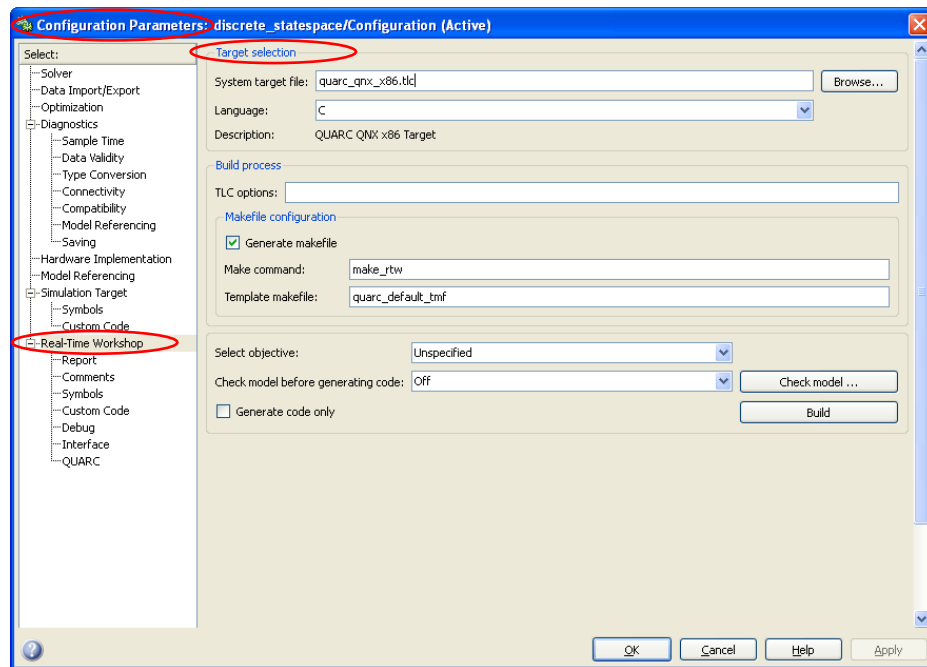 Configuration Parameters: discrete_statespace/Configuration (Active)
Select:
Solver
Data Import/Export
Optimization
Diagnostics
Sample Time
Data Validity
Type Conversion
Connectivity
Compatibility
Model Referencing
Saving
Hardware Implementation
Model Referencing
Simulation Target
Symbols
Custom Code
Real-Time Workshop
Report
Comments
Symbols
Custom Code
Debug
Interface
QUARC
Target selection
System target file: quarc_qnx_x86.tlc Browse...
Language: C
Description: QUARC QNX x86 Target
Build process
TLC options:
Makefile configuration
Generate makefile
Make command: make_rtw
Template makefile: quarc_default_tmf
Select objective: Unspecified
Check model before generating code: Off Check model ...
Generate code only Build
OK Cancel Help Apply